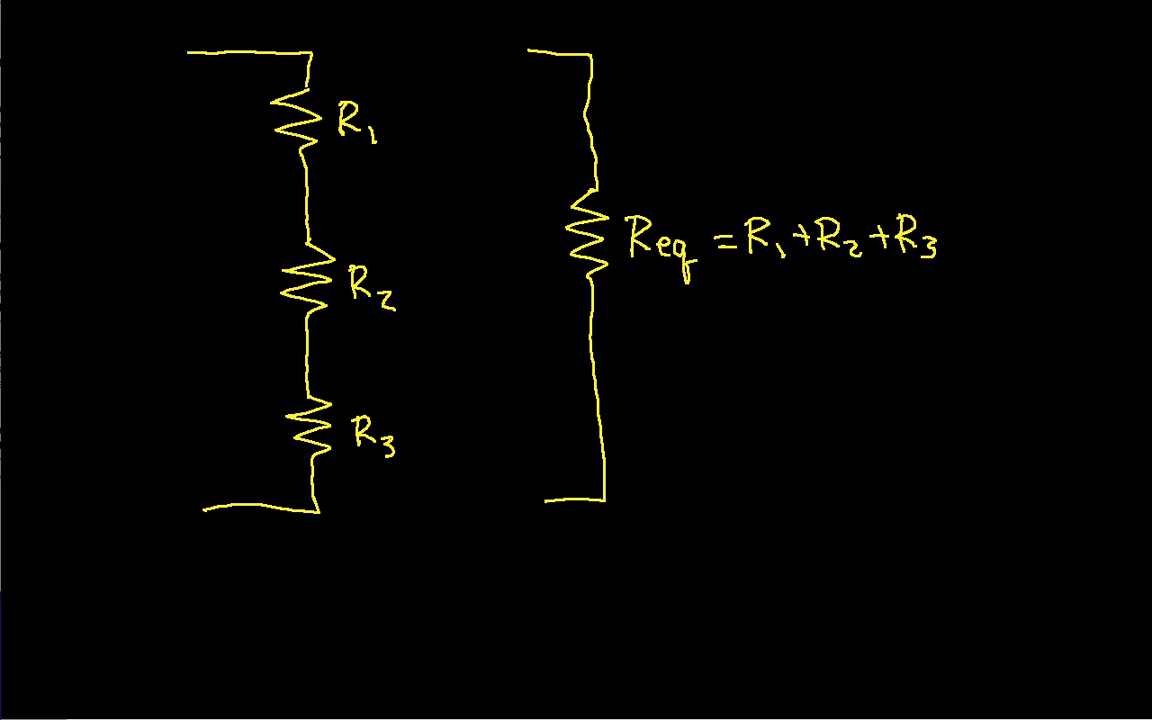 R₁
R₂
R₃
Req = R₁+R₂+R₃